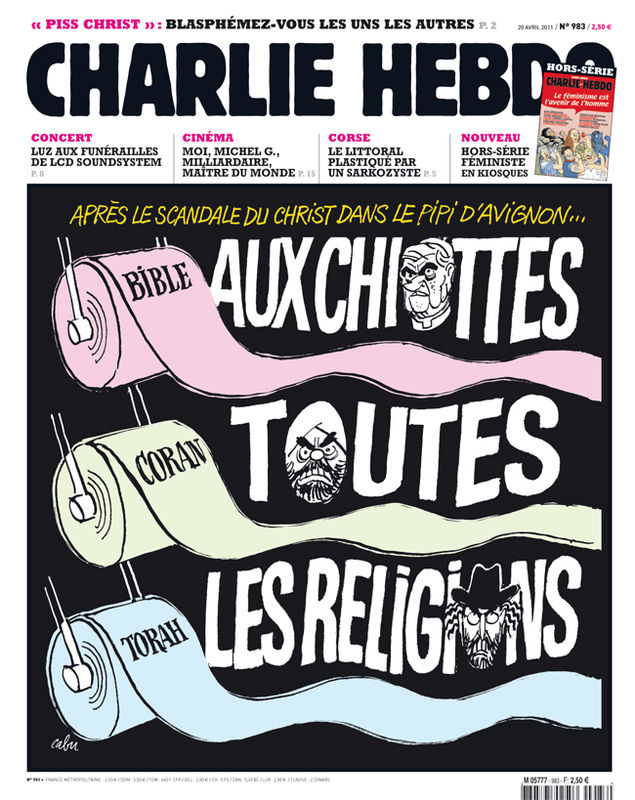 « PISS CHRIST » : BLASPHÉMEZ-VOUS LES UNS LES AUTRES P. 2
20 AVRIL 2011 / N° 983 / 2,50 €
CHARLIE HEBDO
HORS-SÉRIE
CHARLIE HEBDO
Le féminisme est
l'avenir de l'homme
CONCERT
LUZ AUX FUNÉRAILLES
DE LCD SOUNDSYSTEM
P. 8
CINÉMA
MOI, MICHEL G.,
MILLIARDAIRE,
MAÎTRE DU MONDE P. 15
CORSE
LE LITTORAL
PLASTIQUÉ PAR
UN SARKOZYSTE P. 5
NOUVEAU
HORS-SÉRIE
FÉMINISTE
EN KIOSQUES
APRÈS LE SCANDALE DU CHRIST DANS LE PIPI D'AVIGNON...
BIBLE
AUX CHIOTTES
CORAN
TOUTES
TORAH
LES RELIGIONS
cabu
N° 983
FRANCE MÉTROPOLITAINE
M 05777 - 983 - F: 2,50 €